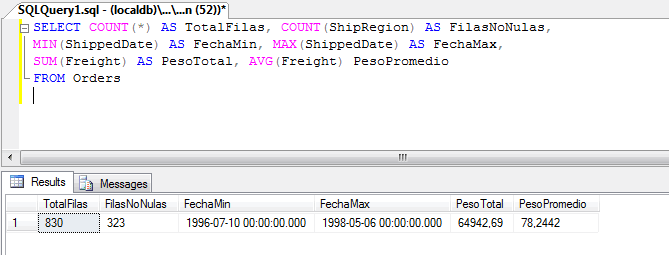 SQLQuery1.sql - (localdb)\...\...n (52))*
SELECT COUNT(*) AS TotalFilas, COUNT(ShipRegion) AS FilasNoNulas,
MIN(ShippedDate) AS FechaMin, MAX(ShippedDate) AS FechaMax,
SUM(Freight) AS PesoTotal, AVG(Freight) PesoPromedio
FROM Orders
Results Messages
TotalFilas FilasNoNulas FechaMin FechaMax PesoTotal PesoPromedio
1 830 323 1996-07-10 00:00:00.000 1998-05-06 00:00:00.000 64942,69 78,2442